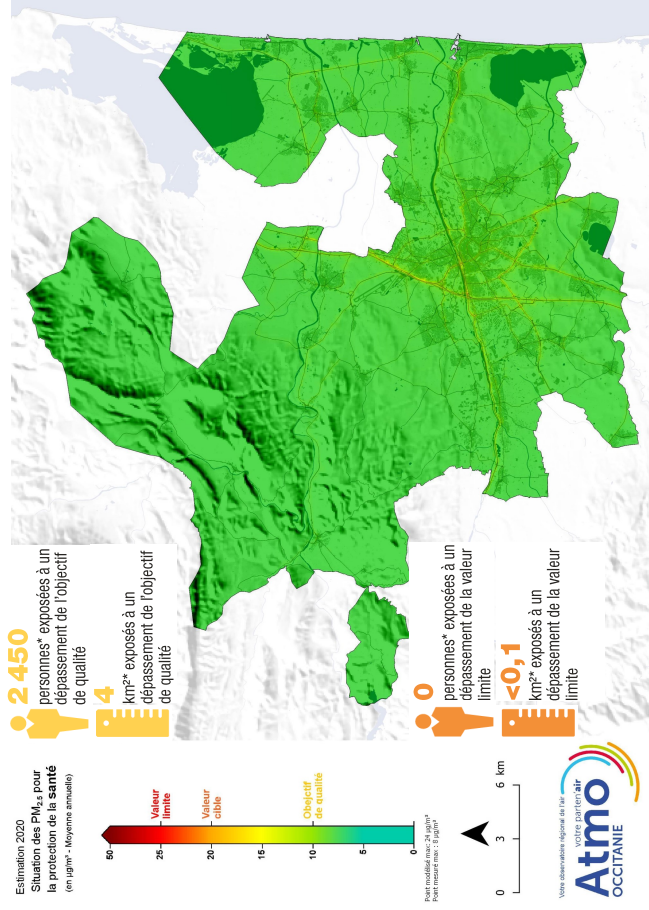 Estimation 2020
Situation des PM2,5 pour
la protection de la santé
(en µg/m³ - Moyenne annuelle)
50
25
20
15
10
5
0
Valeur
limite
Valeur
cible
Obejctif
de qualité
Point modélisé max: 24 µg/m³
Point mesuré max : 8 µg/m³
0
3
6
km
Votre observatoire régional de l'air
Atmo
votre parten'air
OCCITANIE
2 450
personnes* exposées à un
dépassement de l'objectif
de qualité
4
km²* exposés à un
dépassement de l'objectif
de qualité
0
personnes* exposées à un
dépassement de la valeur
limite
<0,1
km²* exposés à un
dépassement de la valeur
limite